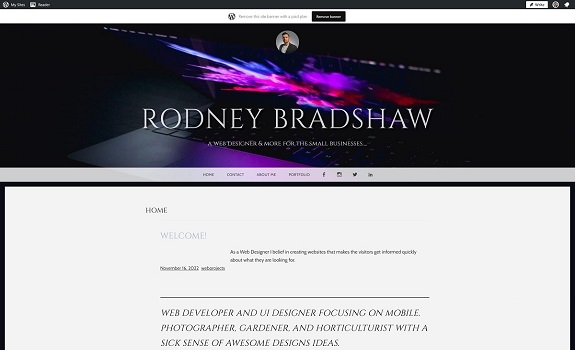 My Sites Reader Write
Remove this site banner with a paid plan Remove banner
RODNEY BRADSHAW
A WEB DESIGNER & MORE FOR THE SMALL BUSINESSES...
HOME CONTACT ABOUT ME PORTFOLIO
HOME
WELCOME!
As a Web Designer I belief in creating websites that makes the visitors get informed quickly
about what they are looking for.
November 16, 2022 webprojects
WEB DEVELOPER AND UI DESIGNER FOCUSING ON MOBILE.
PHOTOGRAPHER, GARDENER, AND HORTICULTURIST WITH A
SICK SENSE OF AWESOME DESIGNS IDEAS.